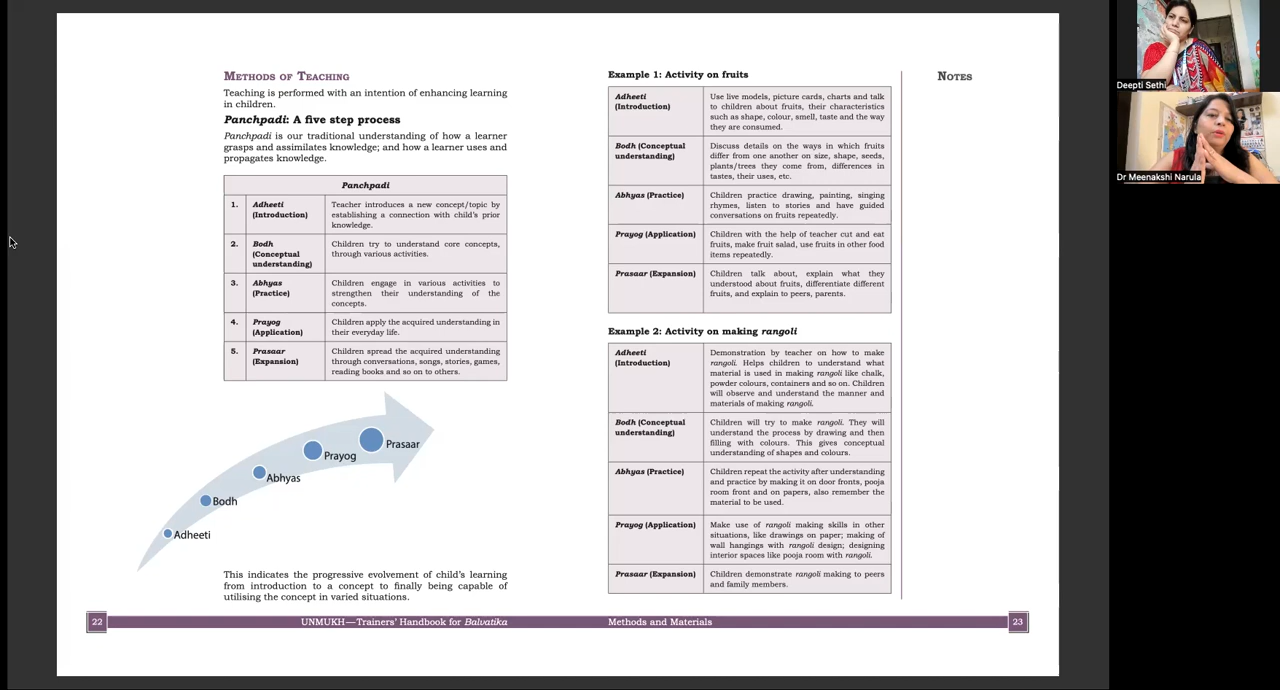 METHODS OF TEACHING
Teaching is performed with an intention of enhancing learning
in children.
Panchpadi: A five step process
Panchpadi is our traditional understanding of how a learner
grasps and assimilates knowledge; and how a learner uses and
propagates knowledge.
Panchpadi
1. Adheeti (Introduction)
Teacher introduces a new concept/topic by
establishing a connection with child's prior
knowledge.
2. Bodh (Conceptual understanding)
Children try to understand core concepts,
through various activities.
3. Abhyas (Practice)
Children engage in various activities to
strengthen their understanding of the
concepts.
4. Prayog (Application)
Children apply the acquired understanding in
their everyday life.
5. Prasaar (Expansion)
Children spread the acquired understanding
through conversations, songs, stories, games,
reading books and so on to others.
Prasaar
Prayog
Abhyas
Bodh
Adheeti
This indicates the progressive evolvement of child's learning
from introduction to a concept to finally being capable of
utilising the concept in varied situations.
22
UNMUKH—Trainers' Handbook for Balvatika
Example 1: Activity on fruits
Adheeti (Introduction)
Use live models, picture cards, charts and talk
to children about fruits, their characteristics
such as shape, colour, smell, taste and the way
they are consumed.
Bodh (Conceptual understanding)
Discuss details on the ways in which fruits
differ from one another on size, shape, seeds,
plants/trees they come from, differences in
tastes, their uses, etc.
Abhyas (Practice)
Children practice drawing, painting, singing
rhymes, listen to stories and have guided
conversations on fruits repeatedly.
Prayog (Application)
Children with the help of teacher cut and eat
fruits, make fruit salad, use fruits in other food
items repeatedly.
Prasaar (Expansion)
Children talk about, explain what they
understood about fruits, differentiate different
fruits, and explain to peers, parents.
Example 2: Activity on making rangoli
Adheeti (Introduction)
Demonstration by teacher on how to make
rangoli. Helps children to understand what
material is used in making rangoli like chalk,
powder colours, containers and so on. Children
will observe and understand the manner and
materials of making rangoli.
Bodh (Conceptual understanding)
Children will try to make rangoli. They will
understand the process by drawing and then
filling with colours. This gives conceptual
understanding of shapes and colours.
Abhyas (Practice)
Children repeat the activity after understanding
and practice by making it on door fronts, pooja
room front and on papers, also remember the
material to be used.
Prayog (Application)
Make use of rangoli making skills in other
situations, like drawings on paper; making of
wall hangings with rangoli design; designing
interior spaces like pooja room with rangoli.
Prasaar (Expansion)
Children demonstrate rangoli making to peers
and family members.
Methods and Materials
23
NOTES
Deepti Sethi
Dr Meenakshi Narula